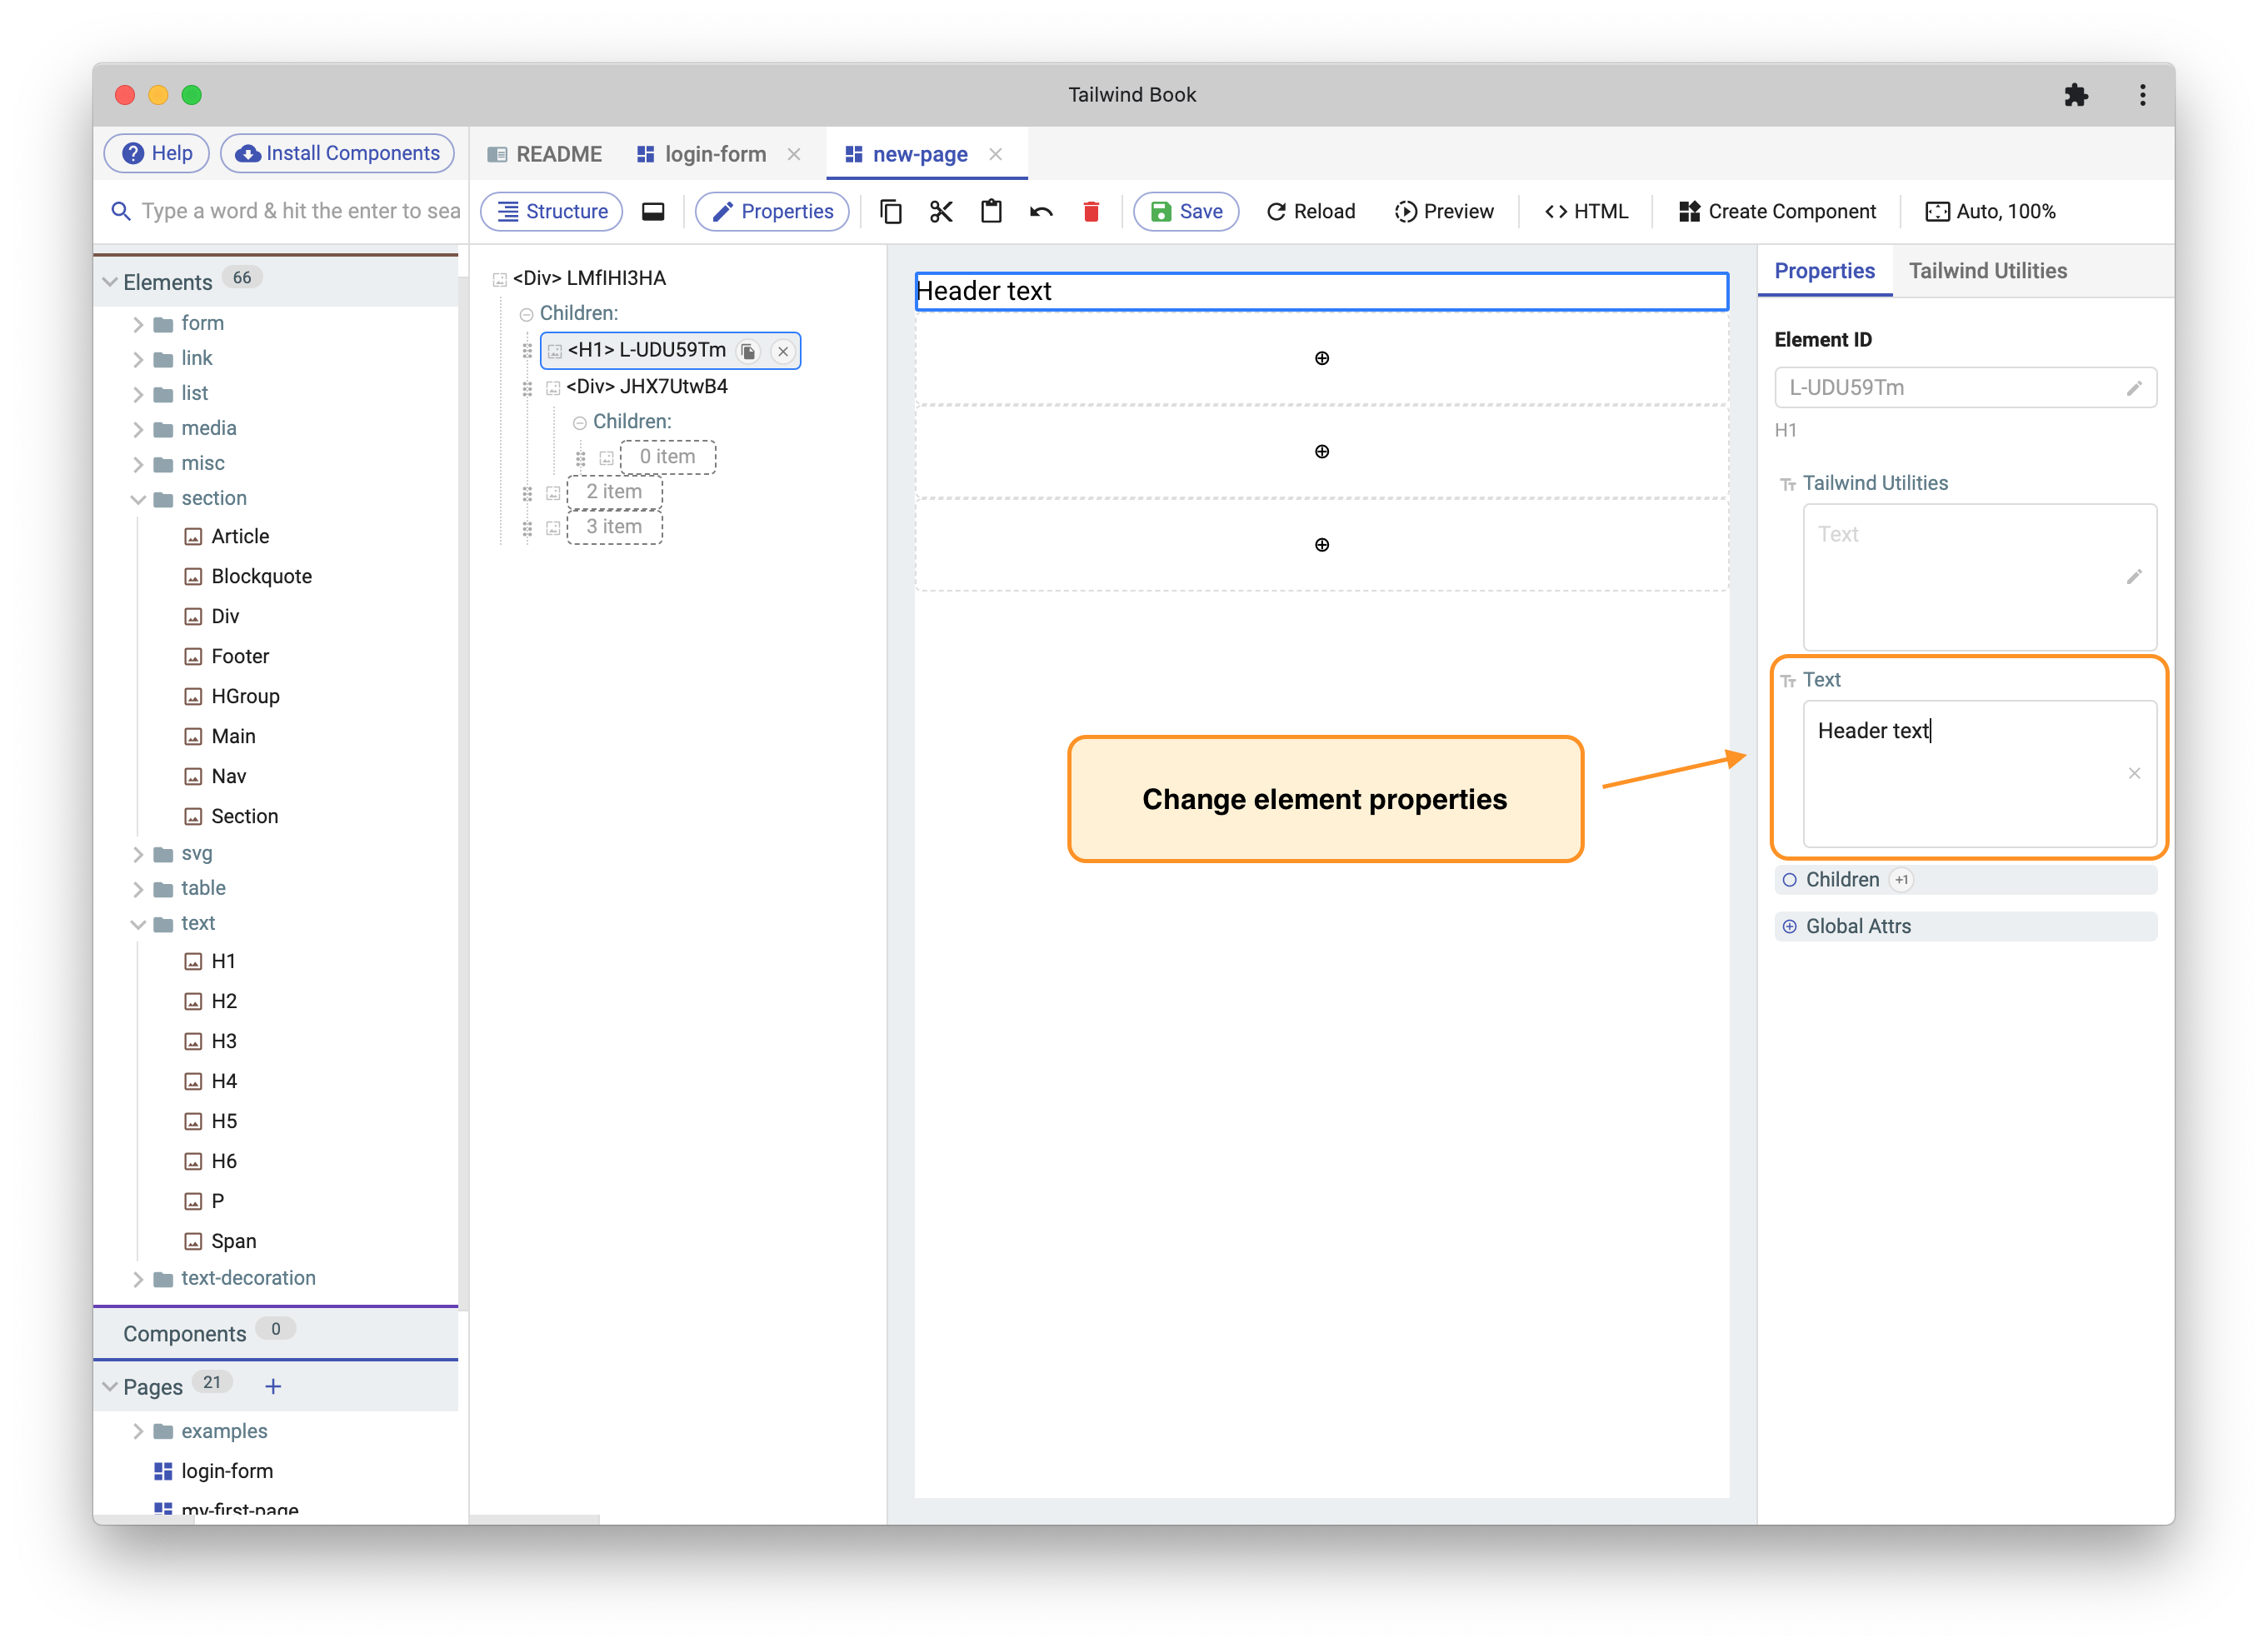 Tailwind Book
Help
Install Components
README
login-form
new-page
Type a word & hit the enter to sea
Structure
Properties
Save
Reload
Preview
HTML
Create Component
Auto, 100%
Elements 66
form
link
list
media
misc
section
Article
Blockquote
Div
Footer
HGroup
Main
Nav
Section
svg
table
text
H1
H2
H3
H4
H5
H6
P
Span
text-decoration
Components 0
Pages 21 +
examples
login-form
my-first-page
<Div> LMfIHI3HA
Children:
<H1> L-UDU59Tm
<Div> JHX7UtwB4
Children:
0 item
2 item
3 item
Header text
Change element properties
Properties
Tailwind Utilities
Element ID
L-UDU59Tm
H1
Tт Tailwind Utilities
Text
Tт Text
Header text
Children +1
Global Attrs